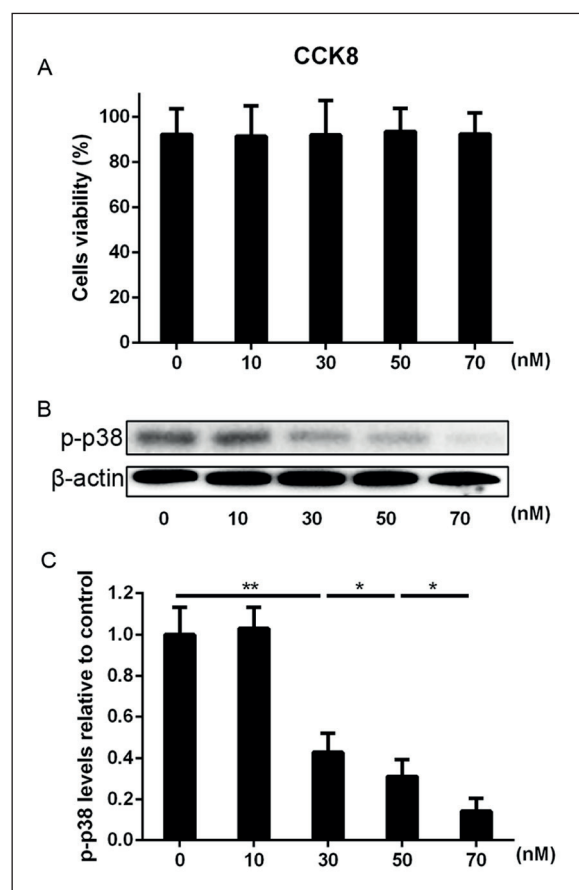 A
CCK8
Cells viability (%)
100
80
60
40
20
0
0 10 30 50 70 (nM)
B
p-p38
β-actin
0 10 30 50 70 (nM)
C
p-p38 levels relative to control
** * *
1.2
1.0
0.8
0.6
0.4
0.2
0.0
0 10 30 50 70 (nM)